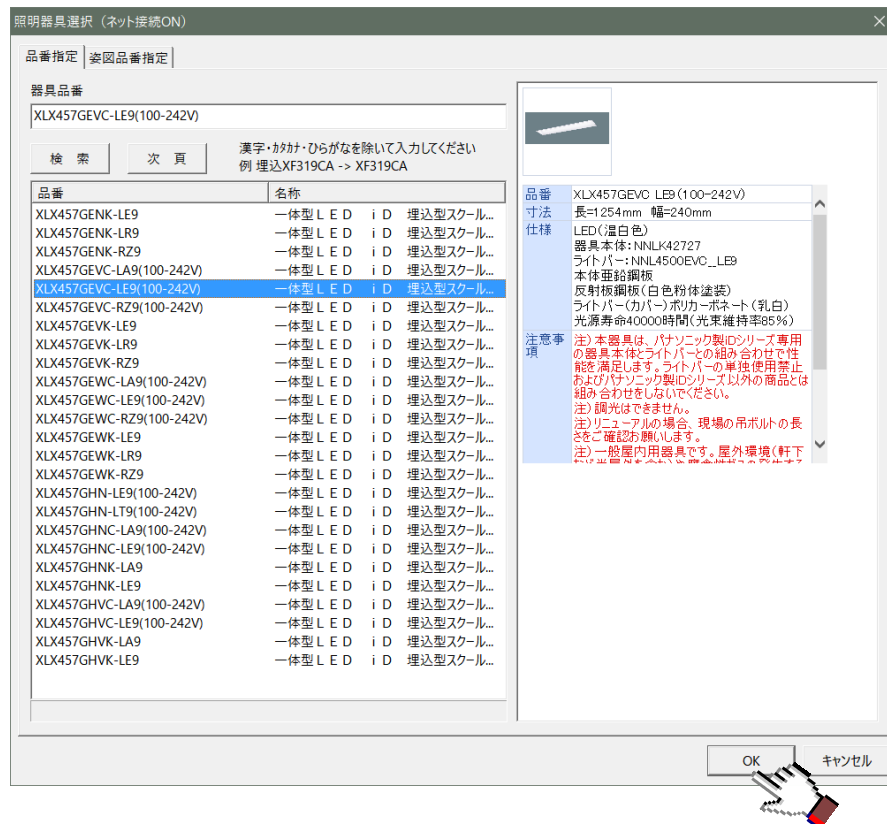 照明器具選択（ネット接続ON）
品番指定 姿図品番指定
器具品番
XLX457GEVC-LE9(100-242V)
検 索 次 頁
漢字・ｶﾀｶﾅ・ひらがなを除いて入力してください
例 埋込XF319CA -> XF319CA
品番 名称
XLX457GENK-LE9 一体型ＬＥＤ ｉＤ 埋込型スクール...
XLX457GENK-LR9 一体型ＬＥＤ ｉＤ 埋込型スクール...
XLX457GENK-RZ9 一体型ＬＥＤ ｉＤ 埋込型スクール...
XLX457GEVC-LA9(100-242V) 一体型ＬＥＤ ｉＤ 埋込型スクール...
XLX457GEVC-LE9(100-242V) 一体型ＬＥＤ ｉＤ 埋込型スクール...
XLX457GEVC-RZ9(100-242V) 一体型ＬＥＤ ｉＤ 埋込型スクール...
XLX457GEVK-LE9 一体型ＬＥＤ ｉＤ 埋込型スクール...
XLX457GEVK-LR9 一体型ＬＥＤ ｉＤ 埋込型スクール...
XLX457GEVK-RZ9 一体型ＬＥＤ ｉＤ 埋込型スクール...
XLX457GEWC-LA9(100-242V) 一体型ＬＥＤ ｉＤ 埋込型スクール...
XLX457GEWC-LE9(100-242V) 一体型ＬＥＤ ｉＤ 埋込型スクール...
XLX457GEWC-RZ9(100-242V) 一体型ＬＥＤ ｉＤ 埋込型スクール...
XLX457GEWK-LE9 一体型ＬＥＤ ｉＤ 埋込型スクール...
XLX457GEWK-LR9 一体型ＬＥＤ ｉＤ 埋込型スクール...
XLX457GEWK-RZ9 一体型ＬＥＤ ｉＤ 埋込型スクール...
XLX457GHN-LE9(100-242V) 一体型ＬＥＤ ｉＤ 埋込型スクール...
XLX457GHN-LT9(100-242V) 一体型ＬＥＤ ｉＤ 埋込型スクール...
XLX457GHNC-LA9(100-242V) 一体型ＬＥＤ ｉＤ 埋込型スクール...
XLX457GHNC-LE9(100-242V) 一体型ＬＥＤ ｉＤ 埋込型スクール...
XLX457GHNK-LA9 一体型ＬＥＤ ｉＤ 埋込型スクール...
XLX457GHNK-LE9 一体型ＬＥＤ ｉＤ 埋込型スクール...
XLX457GHVC-LA9(100-242V) 一体型ＬＥＤ ｉＤ 埋込型スクール...
XLX457GHVC-LE9(100-242V) 一体型ＬＥＤ ｉＤ 埋込型スクール...
XLX457GHVK-LA9 一体型ＬＥＤ ｉＤ 埋込型スクール...
XLX457GHVK-LE9 一体型ＬＥＤ ｉＤ 埋込型スクール...
品番 XLX457GEVC LE9(100-242V)
寸法 長=1254mm 幅=240mm
仕様 LED(温白色)
器具本体:NNLK42727
ライトバー:NNL4500EVC__LE9
本体亜鉛鋼板
反射板鋼板(白色粉体塗装)
ライトバー(カバー)ポリカーボネート(乳白)
光源寿命40000時間(光束維持率85%)
注意事項 注)本器具は、パナソニック製iDシリーズ専用
の器具本体とライトバーとの組み合わせで性
能を満足します。ライトバーの単独使用禁止
およびパナソニック製iDシリーズ以外の商品とは
組み合わせをしないでください。
注)調光はできません。
注)リニューアルの場合、現場の吊ボルトの長
さをご確認お願いします。
注)一般屋内用器具です。屋外環境(軒下
OK キャンセル